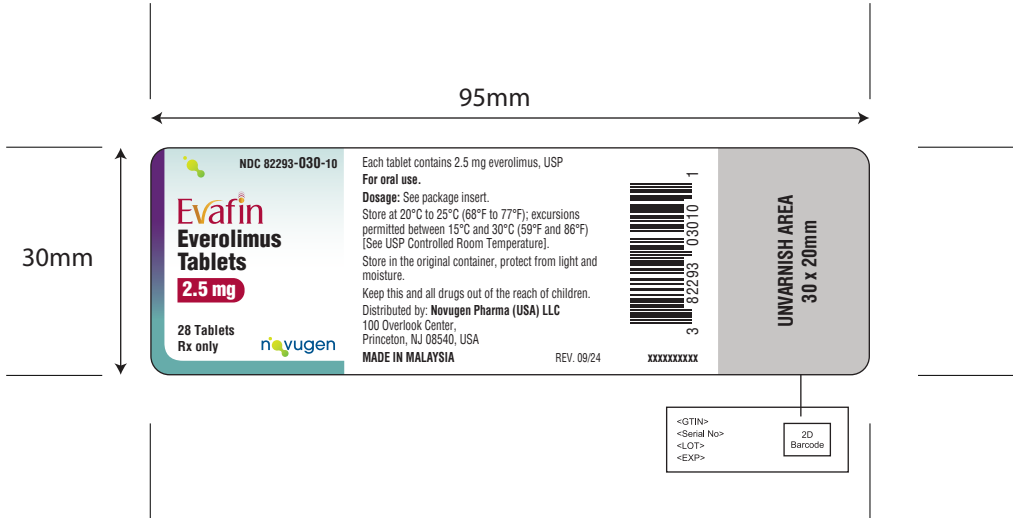 95mm
30mm
NDC 82293-030-10
Evafin
Everolimus
Tablets
2.5 mg
28 Tablets
Rx only
novugen
Each tablet contains 2.5 mg everolimus, USP
For oral use.
Dosage: See package insert.
Store at 20°C to 25°C (68°F to 77°F); excursions
permitted between 15°C and 30°C (59°F and 86°F)
[See USP Controlled Room Temperature].
Store in the original container, protect from light and
moisture.
Keep this and all drugs out of the reach of children.
Distributed by: Novugen Pharma (USA) LLC
100 Overlook Center,
Princeton, NJ 08540, USA
MADE IN MALAYSIA
REV. 09/24
3 82293 03010 1
xxxxxxxxxx
UNVARNISH AREA
30 x 20mm
<GTIN>
<Serial No>
<LOT>
<EXP>
2D
Barcode